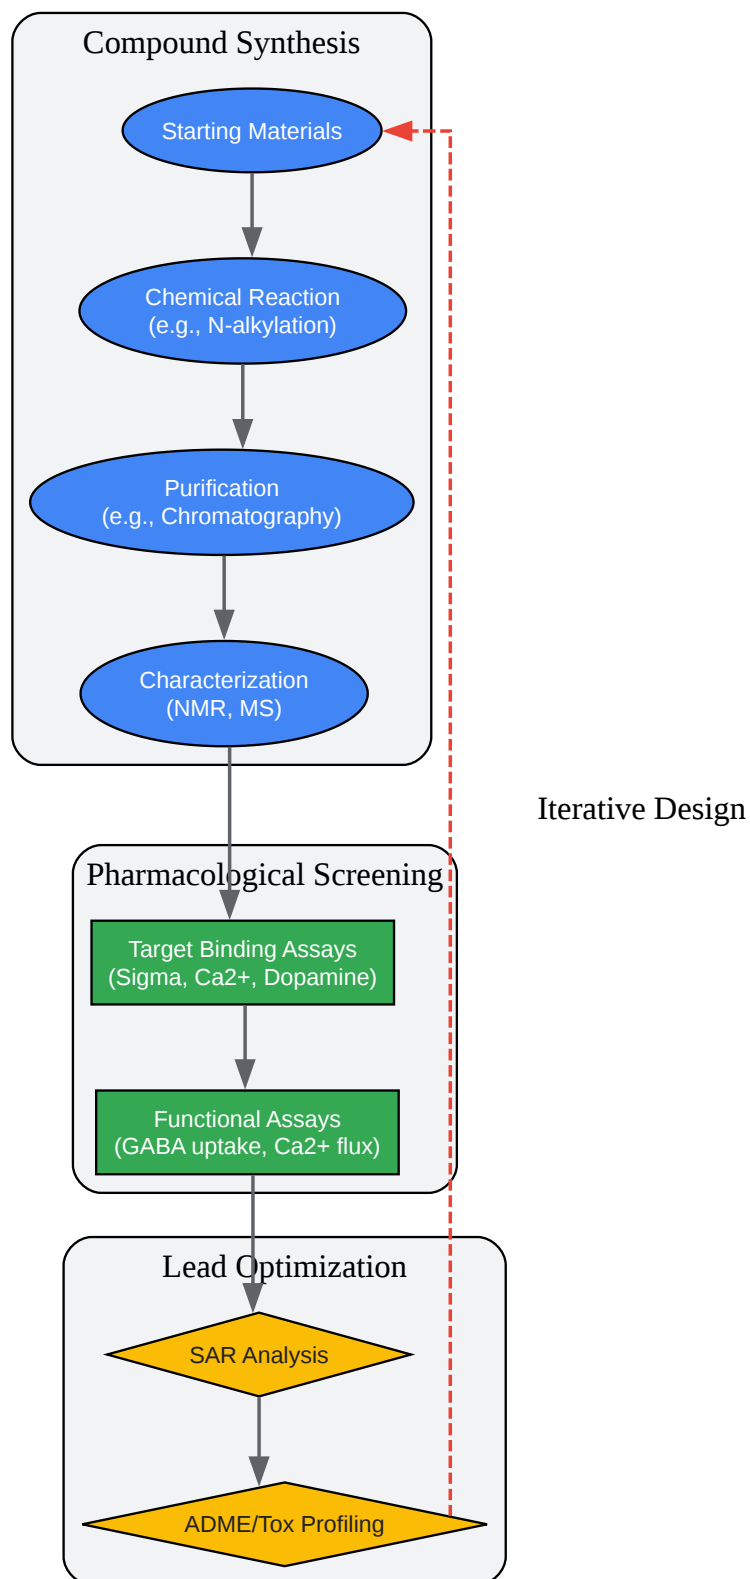 Compound Synthesis
Starting Materials
Chemical Reaction
(e.g., N-alkylation)
Purification
(e.g., Chromatography)
Characterization
(NMR, MS)
Iterative Design
Pharmacological Screening
Target Binding Assays
(Sigma, Ca2+, Dopamine)
Functional Assays
(GABA uptake, Ca2+ flux)
Lead Optimization
SAR Analysis
ADME/Tox Profiling